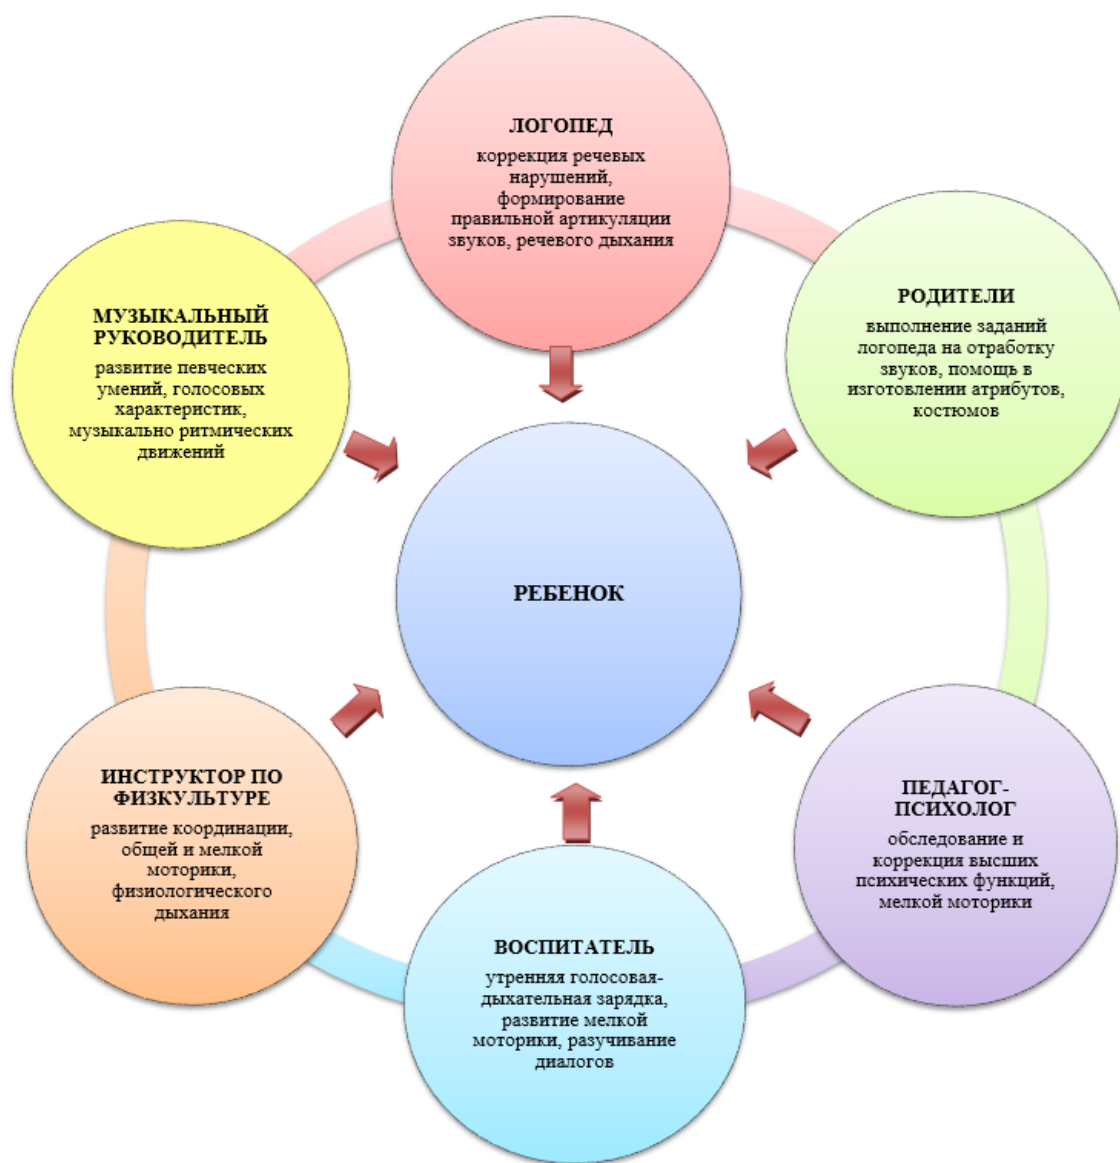 ЛОГОПЕД
коррекция речевых
нарушений,
формирование
правильной артикуляции
звуков, речевого дыхания
РОДИТЕЛИ
выполнение заданий
логопеда на отработку
звуков, помощь в
изготовлении атрибутов,
костюмов
МУЗЫКАЛЬНЫЙ
РУКОВОДИТЕЛЬ
развитие певческих
умений, голосовых
характеристик,
музыкально ритмических
движений
РЕБЕНОК
ИНСТРУКТОР ПО
ФИЗКУЛЬТУРЕ
развитие координации,
общей и мелкой
моторики,
физиологического
дыхания
ПЕДАГОГ-
ПСИХОЛОГ
обследование и
коррекция высших
психических функций,
мелкой моторики
ВОСПИТАТЕЛЬ
утренняя голосовая-
дыхательная зарядка,
развитие мелкой
моторики, разучивание
диалогов